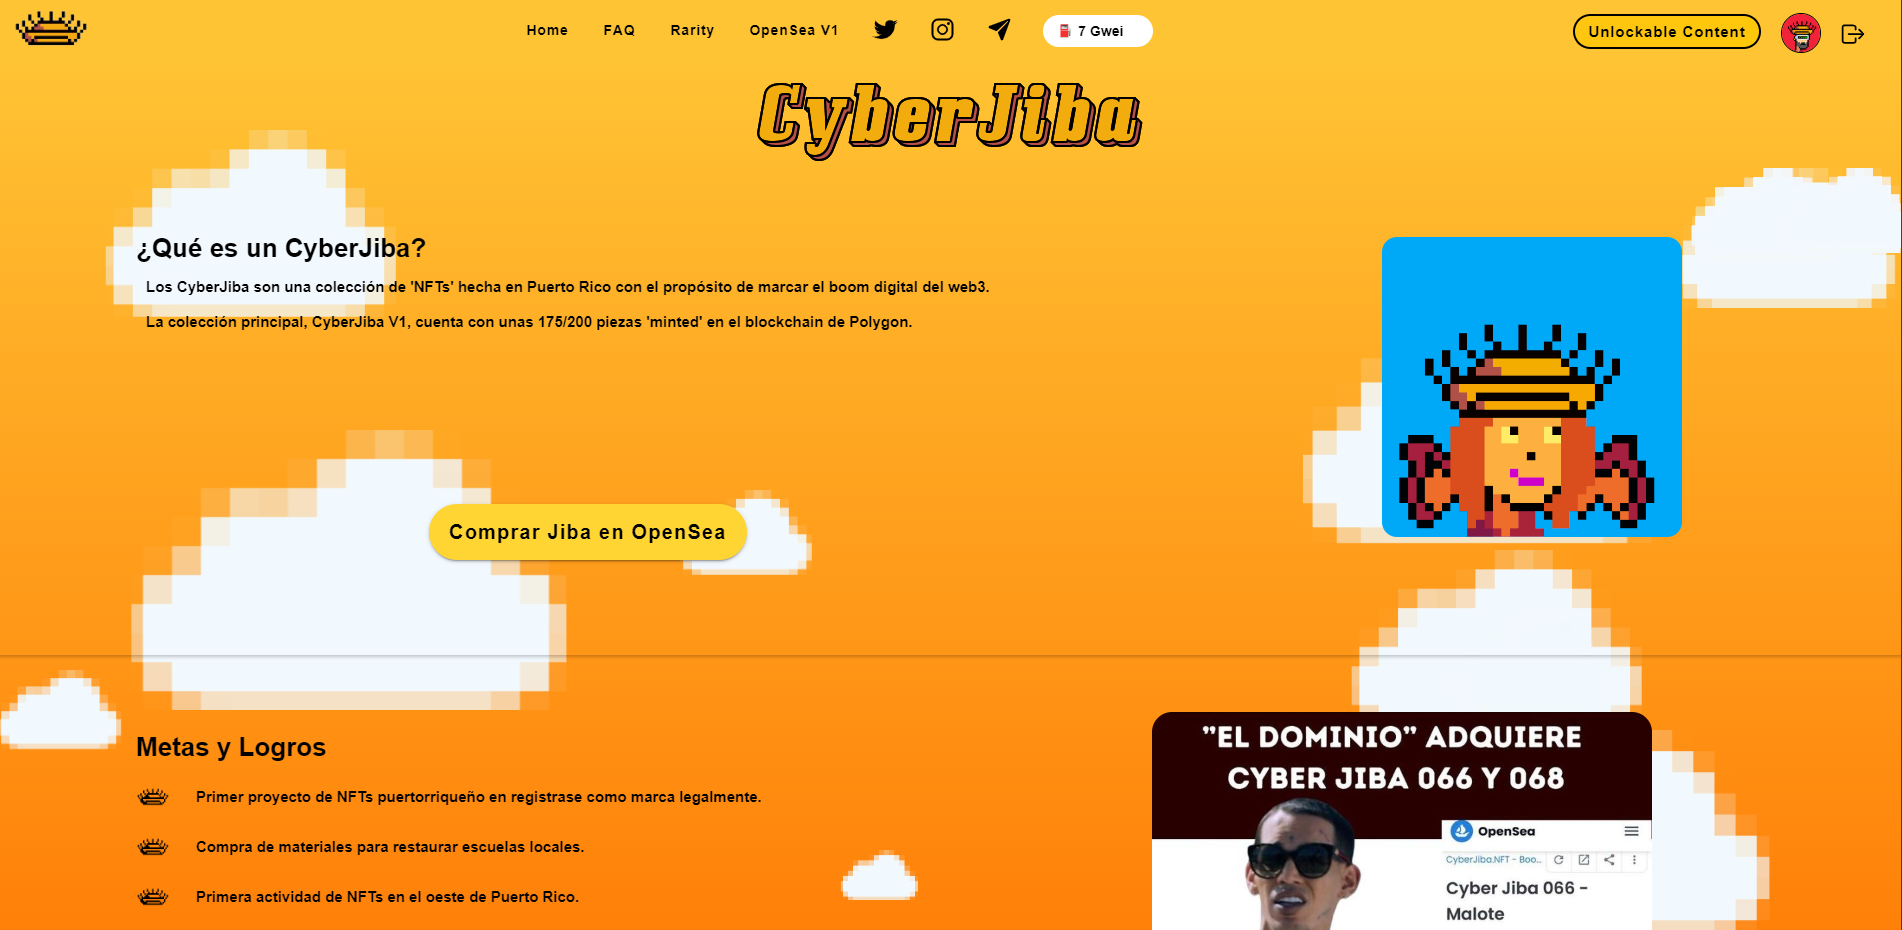 Home
FAQ
Rarity
OpenSea V1
7 Gwei
Unlockable Content
CyberJiba
¿Qué es un CyberJiba?
Los CyberJiba son una colección de 'NFTs' hecha en Puerto Rico con el propósito de marcar el boom digital del web3.
La colección principal, CyberJiba V1, cuenta con unas 175/200 piezas 'minted' en el blockchain de Polygon.
Comprar Jiba en OpenSea
Metas y Logros
Primer proyecto de NFTs puertorriqueño en registrase como marca legalmente.
Compra de materiales para restaurar escuelas locales.
Primera actividad de NFTs en el oeste de Puerto Rico.
"EL DOMINIO" ADQUIERE
CYBER JIBA 066 Y 068
OpenSea
CyberJiba.NFT - Boo...
Cyber Jiba 066 -
Malote